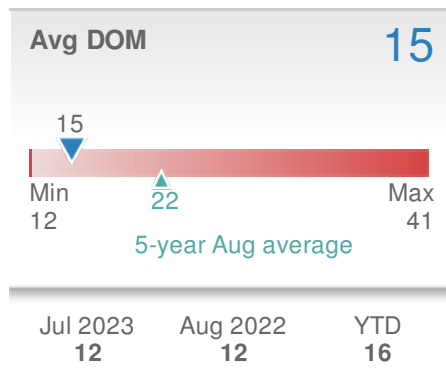 Avg DOM 15
15
22
Min Max
12 41
5-year Aug average
Jul 2023 Aug 2022 YTD
12 12 16